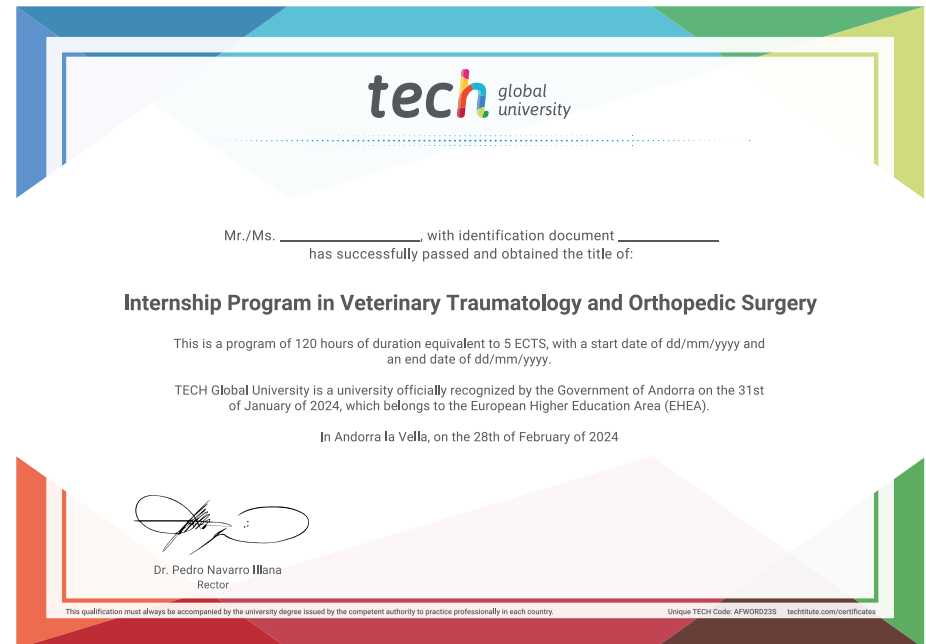 tech global university
Mr./Ms. ____________, with identification document ____________
has successfully passed and obtained the title of:
Internship Program in Veterinary Traumatology and Orthopedic Surgery
This is a program of 120 hours of duration equivalent to 5 ECTS, with a start date of dd/mm/yyyy and
an end date of dd/mm/yyyy.
TECH Global University is a university officially recognized by the Government of Andorra on the 31st
of January of 2024, which belongs to the European Higher Education Area (EHEA).
In Andorra la Vella, on the 28th of February of 2024
Dr. Pedro Navarro Illana
Rector
This qualification must always be accompanied by the university degree issued by the competent authority to practice professionally in each country.
Unique TECH Code: AFWORD23S techtitute.com/certificates